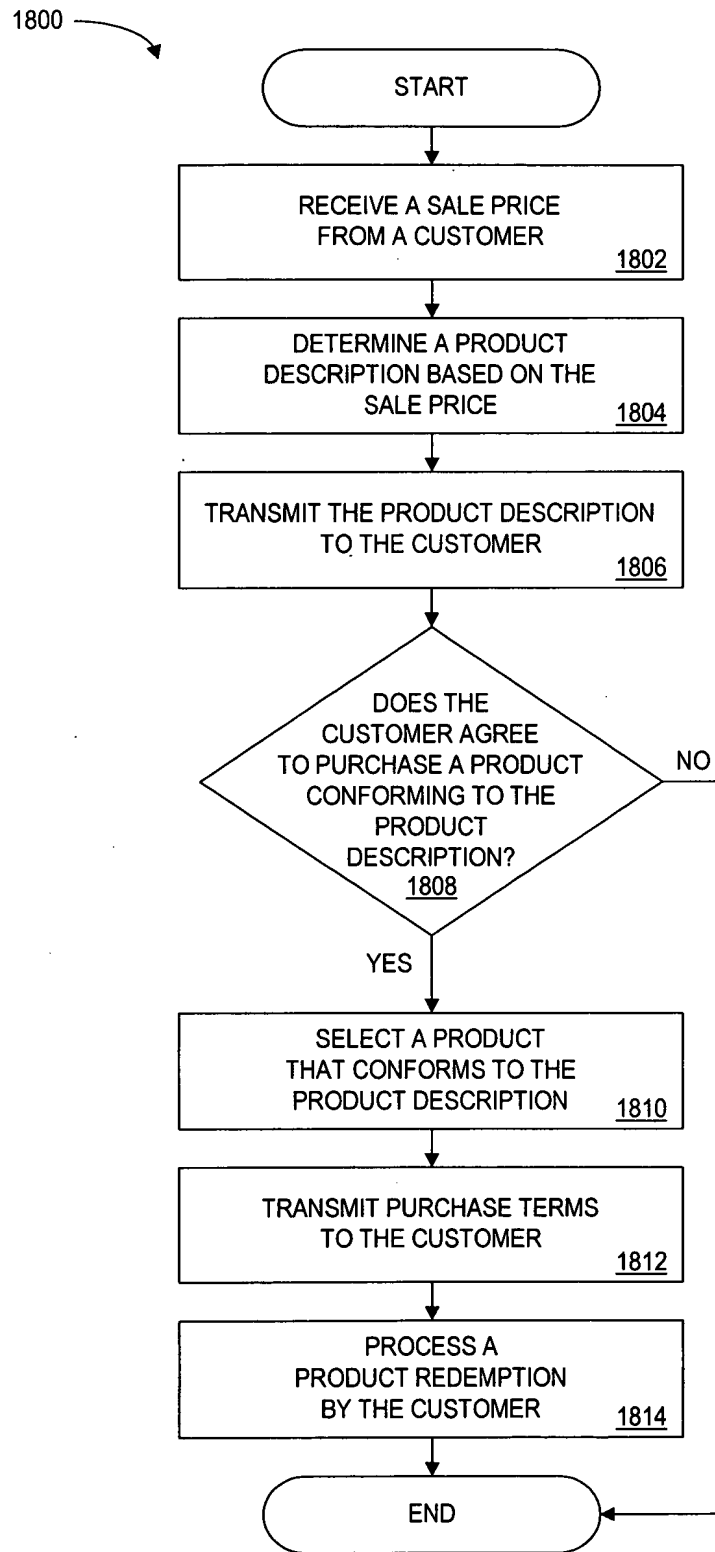 1800
START
RECEIVE A SALE PRICE
FROM A CUSTOMER
1802
DETERMINE A PRODUCT
DESCRIPTION BASED ON THE
SALE PRICE
1804
TRANSMIT THE PRODUCT DESCRIPTION
TO THE CUSTOMER
1806
DOES THE
CUSTOMER AGREE
TO PURCHASE A PRODUCT
CONFORMING TO THE
PRODUCT
DESCRIPTION?
1808
NO
YES
SELECT A PRODUCT
THAT CONFORMS TO THE
PRODUCT DESCRIPTION
1810
TRANSMIT PURCHASE TERMS
TO THE CUSTOMER
1812
PROCESS A
PRODUCT REDEMPTION
BY THE CUSTOMER
1814
END